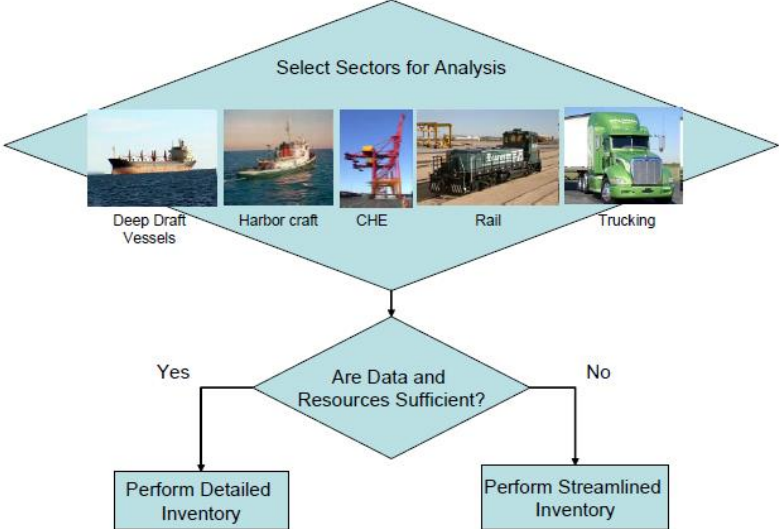 Select Sectors for Analysis
Deep Draft
Vessels
Harbor craft
CHE
Rail
Trucking
Yes
Are Data and
Resources Sufficient?
No
Perform Detailed
Inventory
Perform Streamlined
Inventory